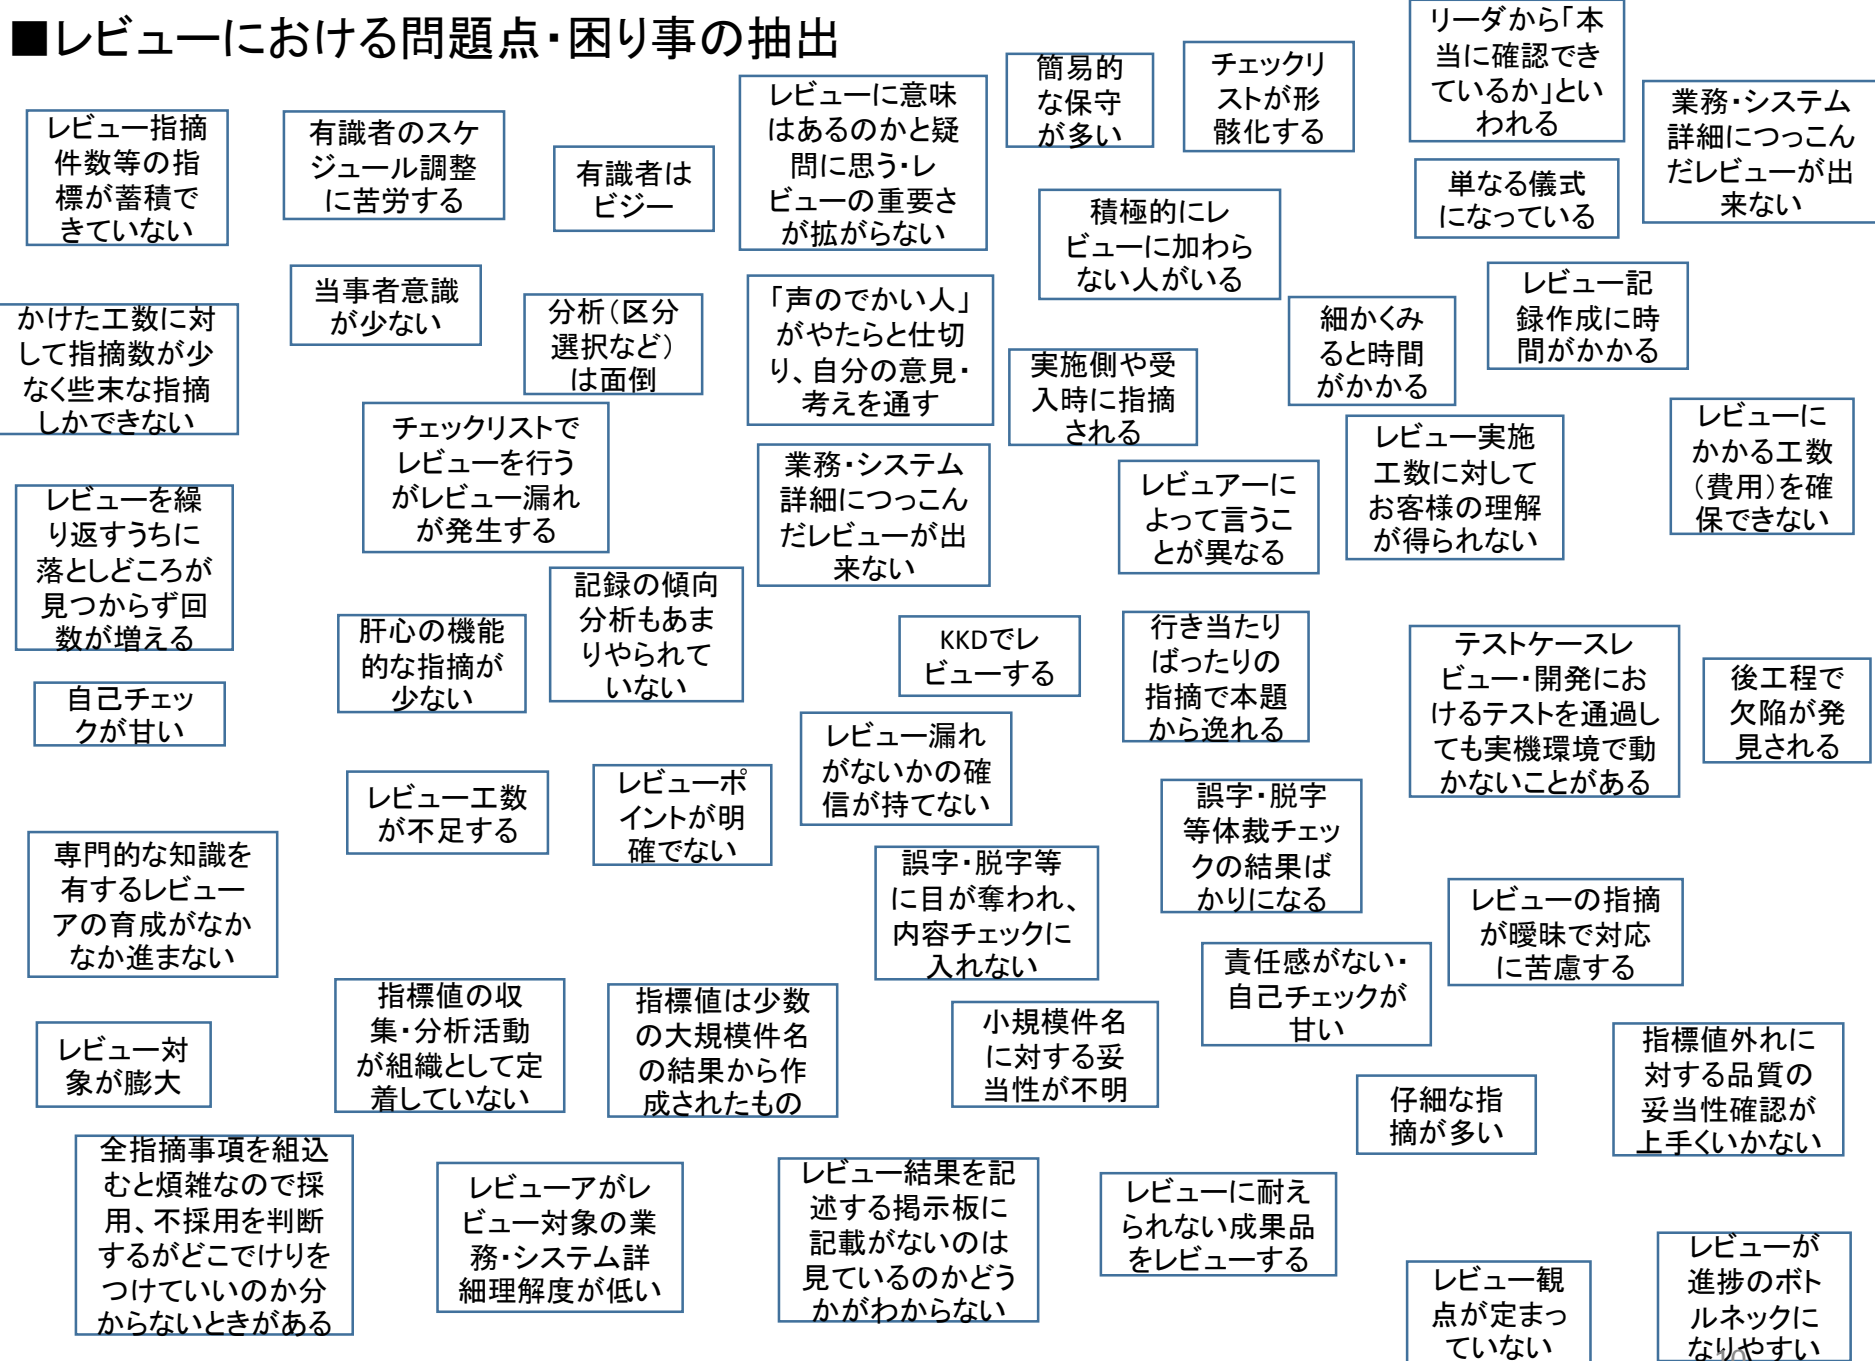 ■レビューにおける問題点・困り事の抽出
レビュー指摘
件数等の指
標が蓄積で
きていない
有識者のスケ
ジュール調整
に苦労する
有識者は
ビジー
レビューに意味
はあるのかと疑
問に思う・レ
ビューの重要さ
が拡がらない
簡易的
な保守
が多い
チェックリ
ストが形
骸化する
リーダから「本
当に確認でき
ているか」とい
われる
業務・システム
詳細につっこん
だレビューが出
来ない
単なる儀式
になっている
積極的にレ
ビューに加わら
ない人がいる
かけた工数に対
して指摘数が少
なく些末な指摘
しかできない
当事者意識
が少ない
分析（区分
選択など）
は面倒
「声のでかい人」
がやたらと仕切
り、自分の意見・
考えを通す
実施側や受
入時に指摘
される
細かくみ
ると時間
がかかる
レビュー記
録作成に時
間がかかる
チェックリストで
レビューを行う
がレビュー漏れ
が発生する
業務・システム
詳細につっこん
だレビューが出
来ない
レビュアーに
よって言うこ
とが異なる
レビュー実施
工数に対して
お客様の理解
が得られない
レビューに
かかる工数
（費用）を確
保できない
レビューを繰
り返すうちに
落としどころが
見つからず回
数が増える
肝心の機能
的な指摘が
少ない
記録の傾向
分析もあま
りやられて
いない
KKDでレ
ビューする
行き当たり
ばったりの
指摘で本題
から逸れる
テストケースレ
ビュー・開発にお
けるテストを通過し
ても実機環境で動
かないことがある
後工程で
欠陥が発
見される
自己チェッ
クが甘い
レビュー工数
が不足する
レビューポ
イントが明
確でない
レビュー漏れ
がないかの確
信が持てない
誤字・脱字
等体裁チェッ
クの結果ば
かりになる
専門的な知識を
有するレビュー
アの育成がなか
なか進まない
誤字・脱字等
に目が奪われ、
内容チェックに
入れない
レビューの指摘
が曖昧で対応
に苦慮する
責任感がない・
自己チェックが
甘い
レビュー対
象が膨大
指標値の収
集・分析活動
が組織として定
着していない
指標値は少数
の大規模件名
の結果から作
成されたもの
小規模件名
に対する妥
当性が不明
仔細な指
摘が多い
指標値外れに
対する品質の
妥当性確認が
上手くいかない
全指摘事項を組込
むと煩雑なので採
用、不採用を判断
するがどこでけりを
つけていいのか分
からないときがある
レビューアがレ
ビュー対象の業
務・システム詳
細理解度が低い
レビュー結果を記
述する掲示板に
記載がないのは
見ているのかどう
かがわからない
レビューに耐え
られない成果品
をレビューする
レビュー観
点が定まっ
ていない
レビューが
進捗のボト
ルネックに
なりやすい